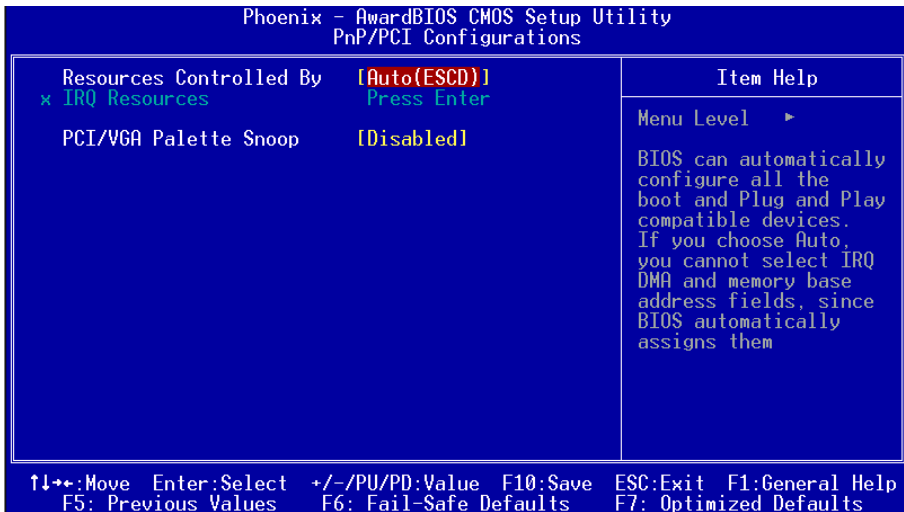 Phoenix - AwardBIOS CMOS Setup Utility
PnP/PCI Configurations
Resources Controlled By [Auto(ESCD)]
x IRQ Resources Press Enter
PCI/VGA Palette Snoop [Disabled]
Item Help
Menu Level ►
BIOS can automatically
configure all the
boot and Plug and Play
compatible devices.
If you choose Auto,
you cannot select IRQ
DMA and memory base
address fields, since
BIOS automatically
assigns them
↑↓→←:Move Enter:Select +/-/PU/PD:Value F10:Save ESC:Exit F1:General Help
F5: Previous Values F6: Fail-Safe Defaults F7: Optimized Defaults